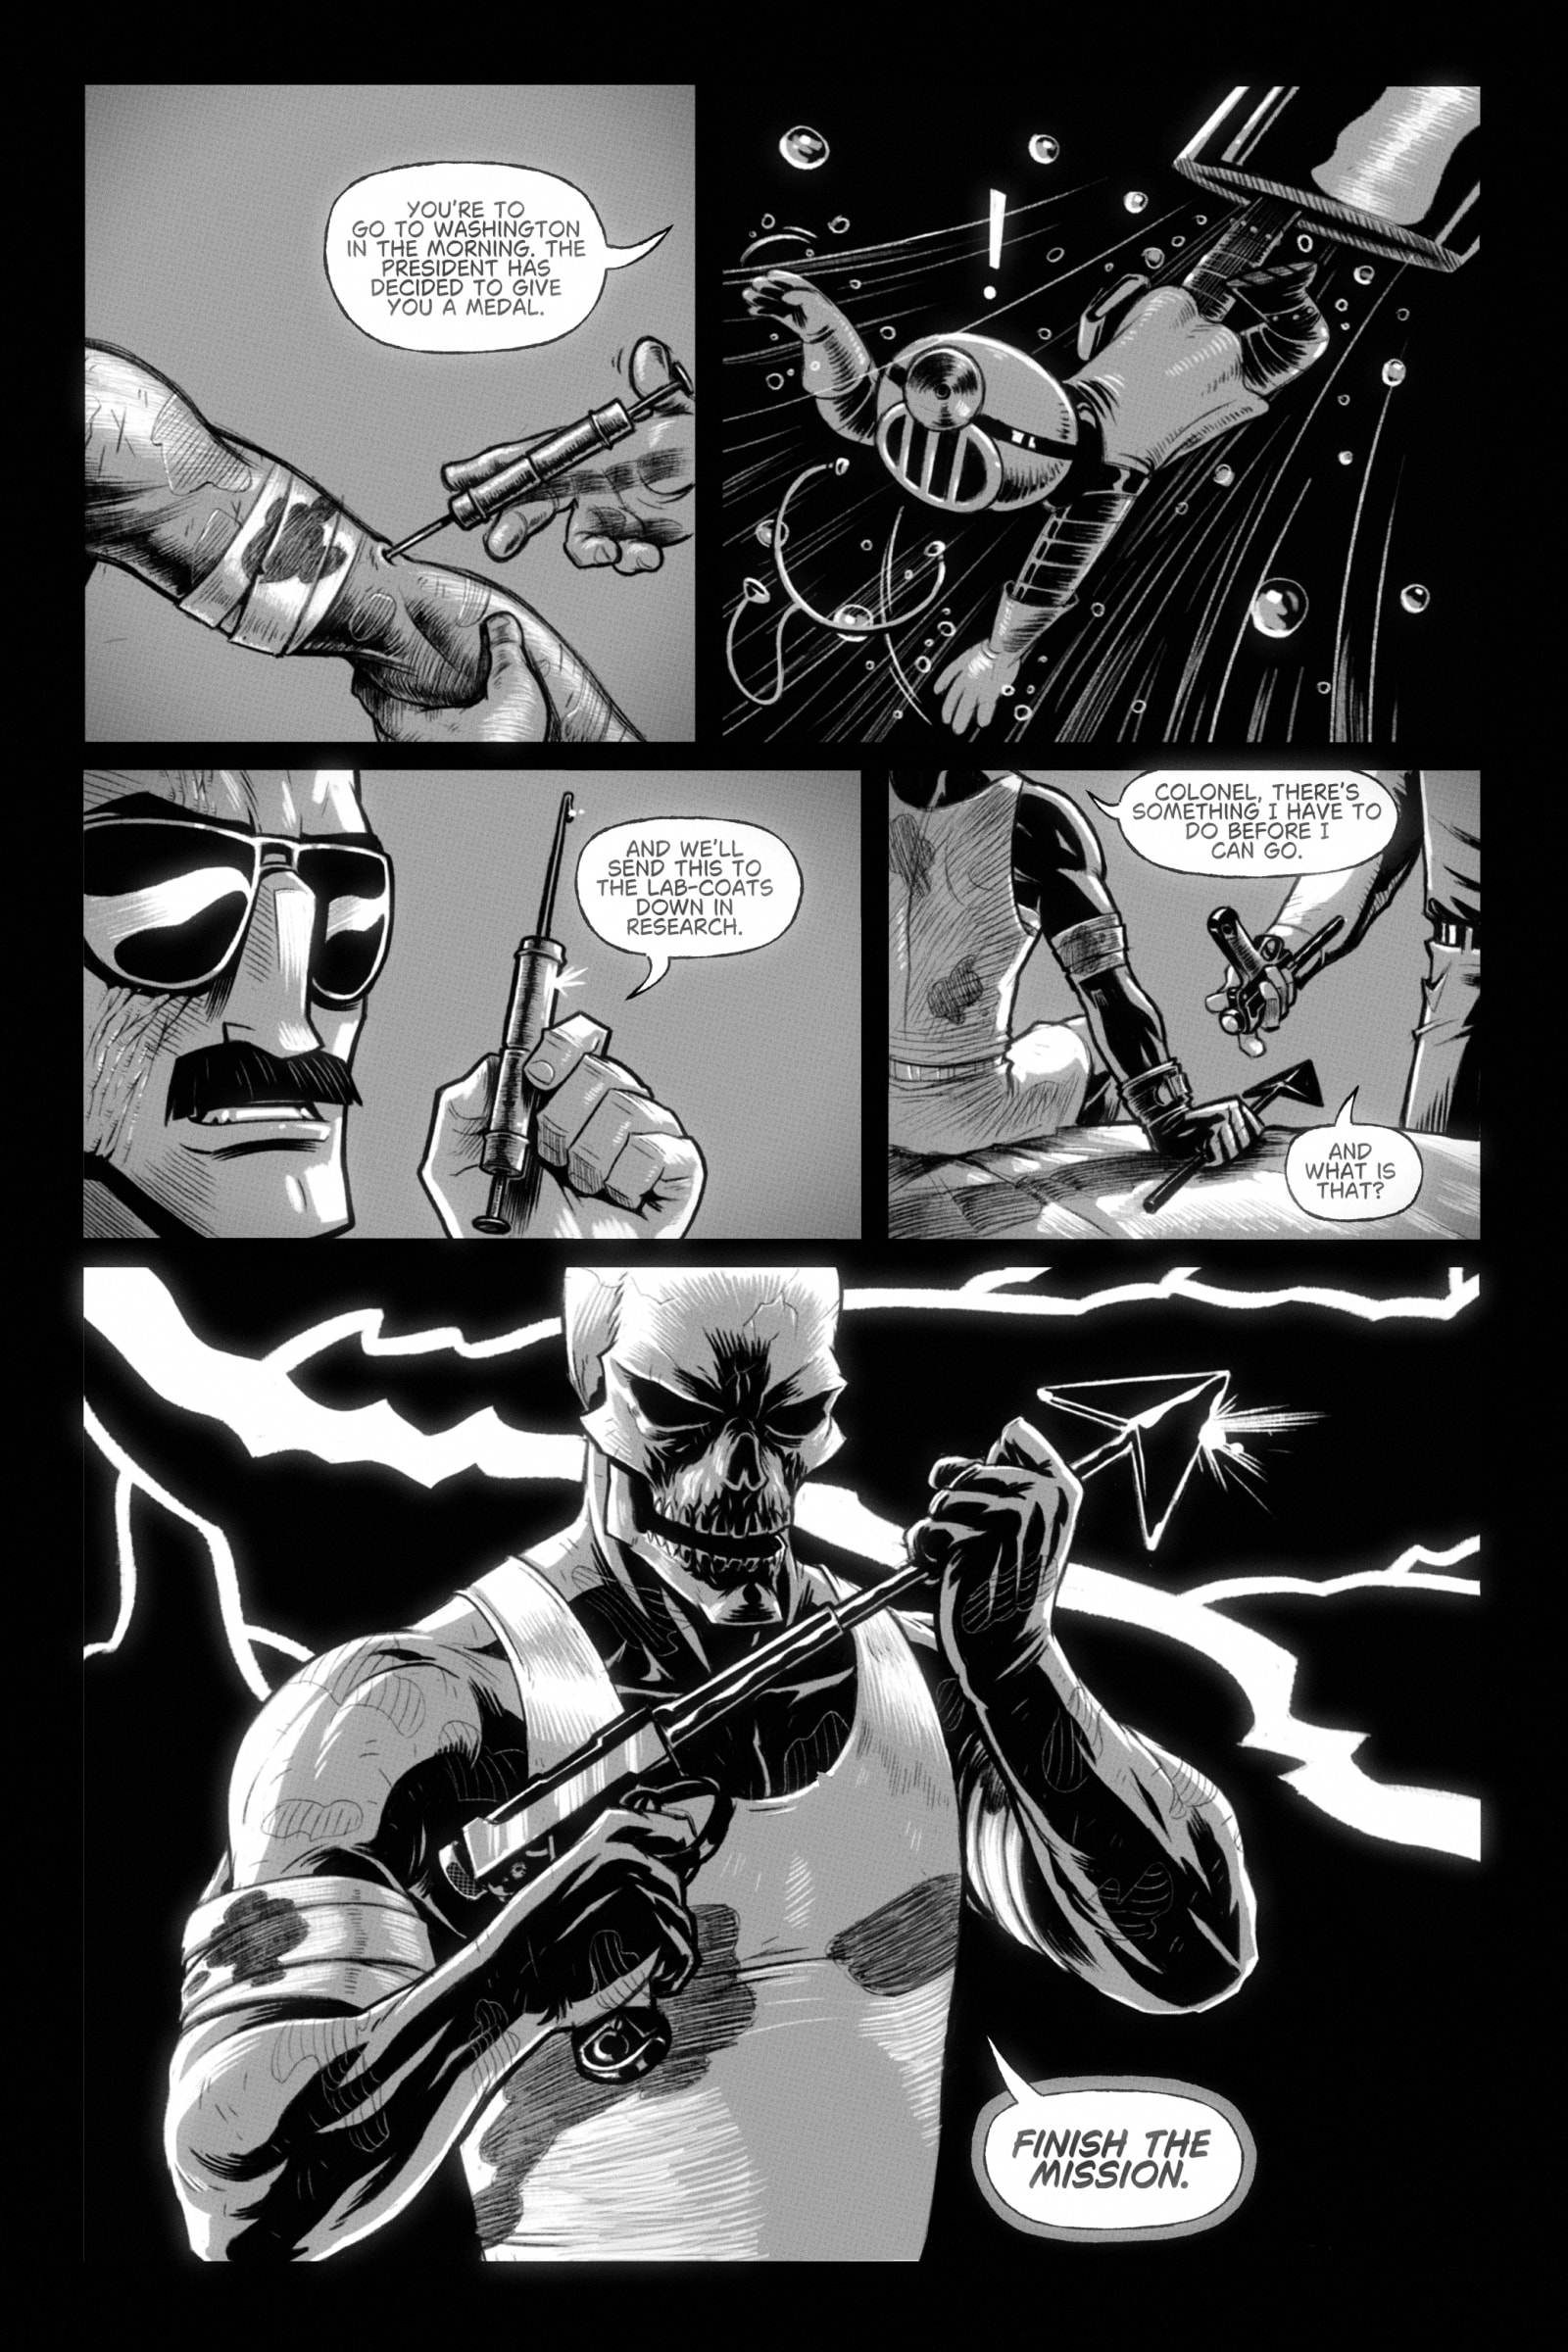 YOU'RE TO
GO TO WASHINGTON
IN THE MORNING. THE
PRESIDENT HAS
DECIDED TO GIVE
YOU A MEDAL.
!
AND WE'LL
SEND THIS TO
THE LAB-COATS
DOWN IN
RESEARCH.
COLONEL, THERE'S
SOMETHING I HAVE TO
DO BEFORE I
CAN GO.
AND
WHAT IS
THAT?
FINISH THE
MISSION.